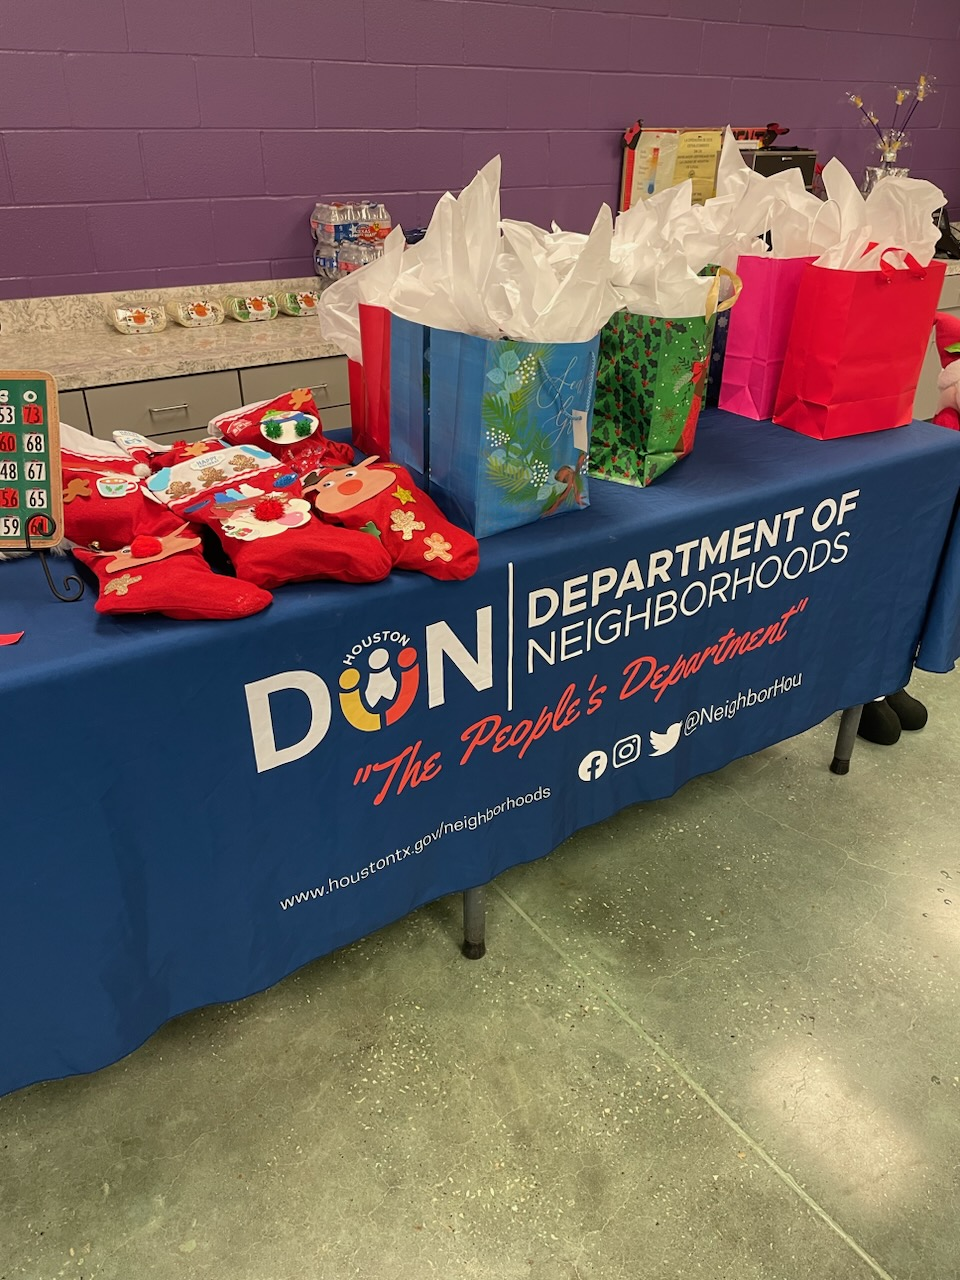 S O
53 73
60 68
48 67
56 65
59
HAPPY
HOUSTON
DON
DEPARTMENT OF
NEIGHBORHOODS
"The People's Department"
@NeighborHou
www.houstontx.gov/neighborhoods